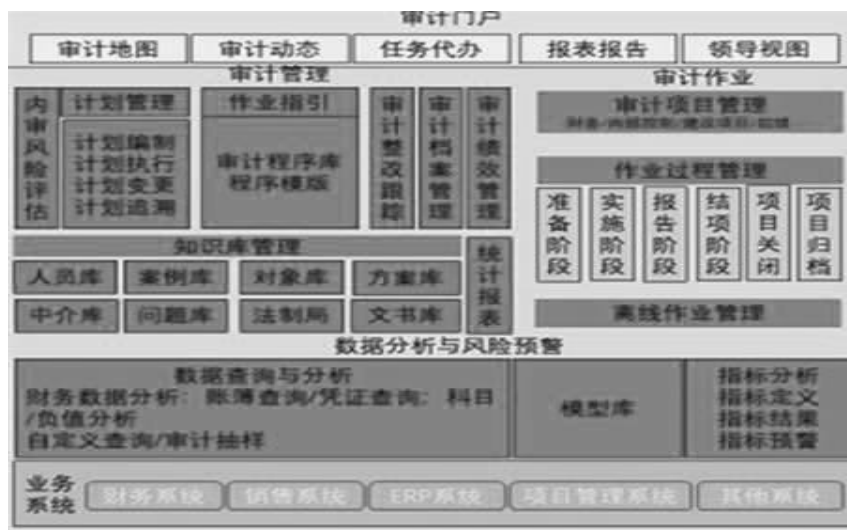 审计门户
审计地图 审计动态 任务代办 报表报告 领导视图
审计管理
审计作业
内审风险评估
计划管理
计划编制
计划执行
计划变更
计划追溯
作业指引
审计程序库
程序模版
审计整改跟踪
审计档案管理
审计绩效管理
审计项目管理
作业过程管理
准备阶段
实施阶段
报告阶段
结项阶段
项目关闭
项目归档
离线作业管理
知识库管理
人员库 案例库 对象库 方案库
中介库 问题库 法制局 文书库
统计报表
数据分析与风险预警
数据查询与分析
财务数据分析：账簿查询/凭证查询：科目
/负值分析
自定义查询/审计抽样
模型库
指标分析
指标定义
指标结果
指标预警
业务
系统
财务系统 销售系统 ERP系统 项目管理系统 其他系统